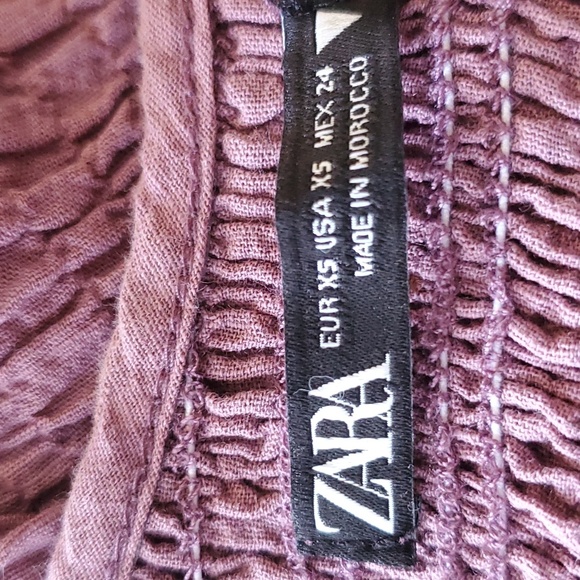 ZARA
EUR XS USA XS MEX 24
MADE IN MOROCCO